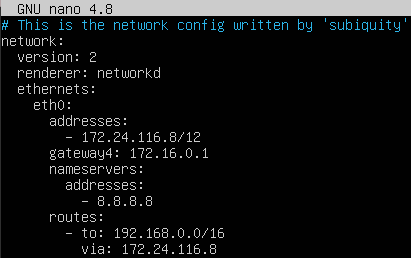 GNU nano 4.8
# This is the network config written by 'subiquity'
network:
  version: 2
  renderer: networkd
  ethernets:
    eth0:
      addresses:
        - 172.24.116.8/12
      gateway4: 172.16.0.1
      nameservers:
        addresses:
          - 8.8.8.8
      routes:
        - to: 192.168.0.0/16
          via: 172.24.116.8